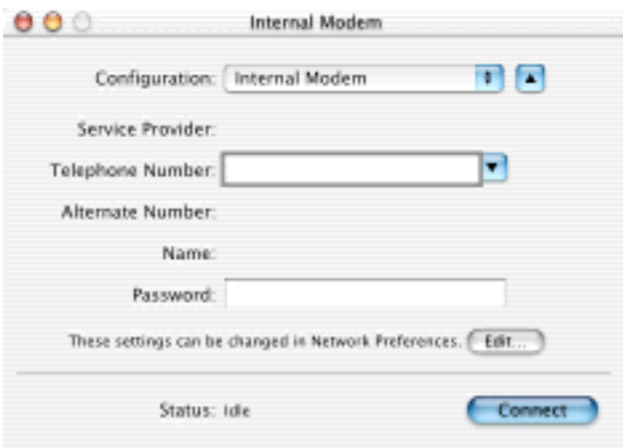 Internal Modem
Configuration: Internal Modem
Service Provider:
Telephone Number:
Alternate Number:
Name:
Password:
These settings can be changed in Network Preferences. Edit...
Status: Idle Connect